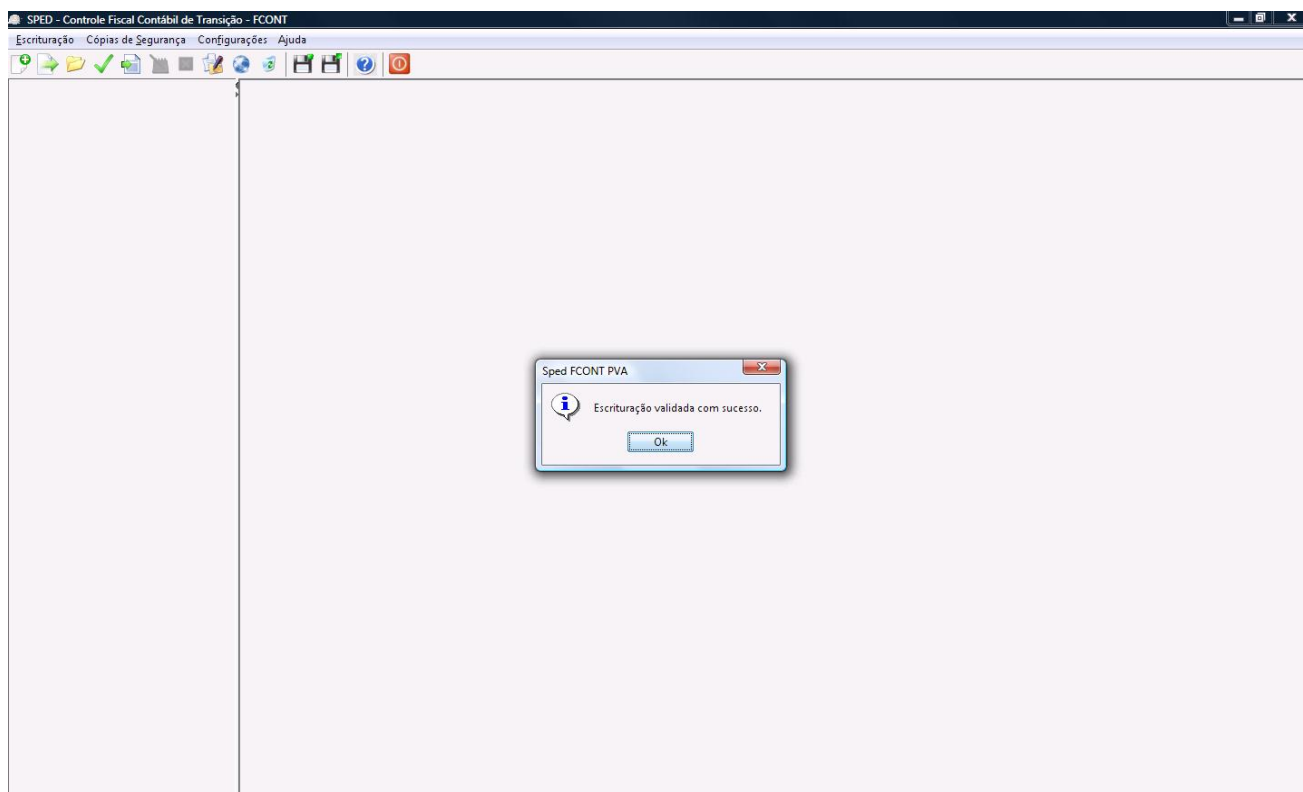 SPED - Controle Fiscal Contábil de Transição - FCONT
Escrituração Cópias de Segurança Configurações Ajuda
Sped FCONT PVA
Escrituração validada com sucesso.
Ok